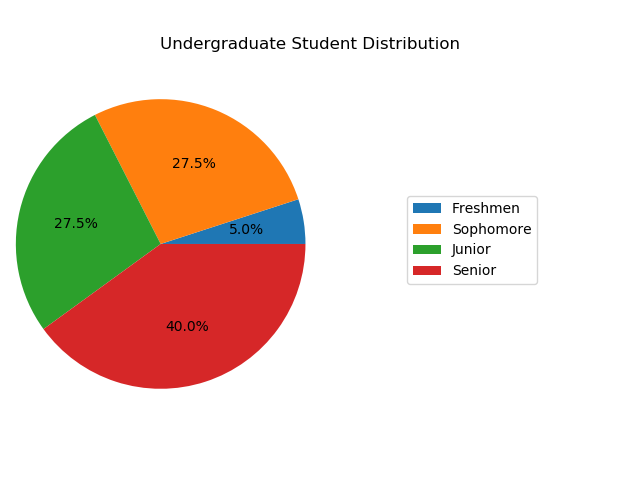 Undergraduate Student Distribution
27.5%
27.5%
5.0%
40.0%
Freshmen
Sophomore
Junior
Senior